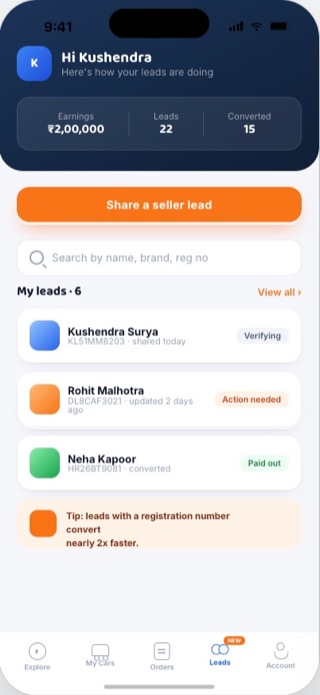 9:41
K
Hi Kushendra
Here's how your leads are doing
Earnings Leads Converted
₹2,00,000 22 15
Share a seller lead
Search by name, brand, reg no
My leads · 6 View all ›
Kushendra Surya
KL51MM8203 · shared today
Verifying
Rohit Malhotra
DL8CAF3021 · updated 2 days
ago
Action needed
Neha Kapoor
HR26BT9081 · converted
Paid out
Tip: leads with a registration number
convert
nearly 2x faster.
NEW
Explore My Cars Orders Leads Account